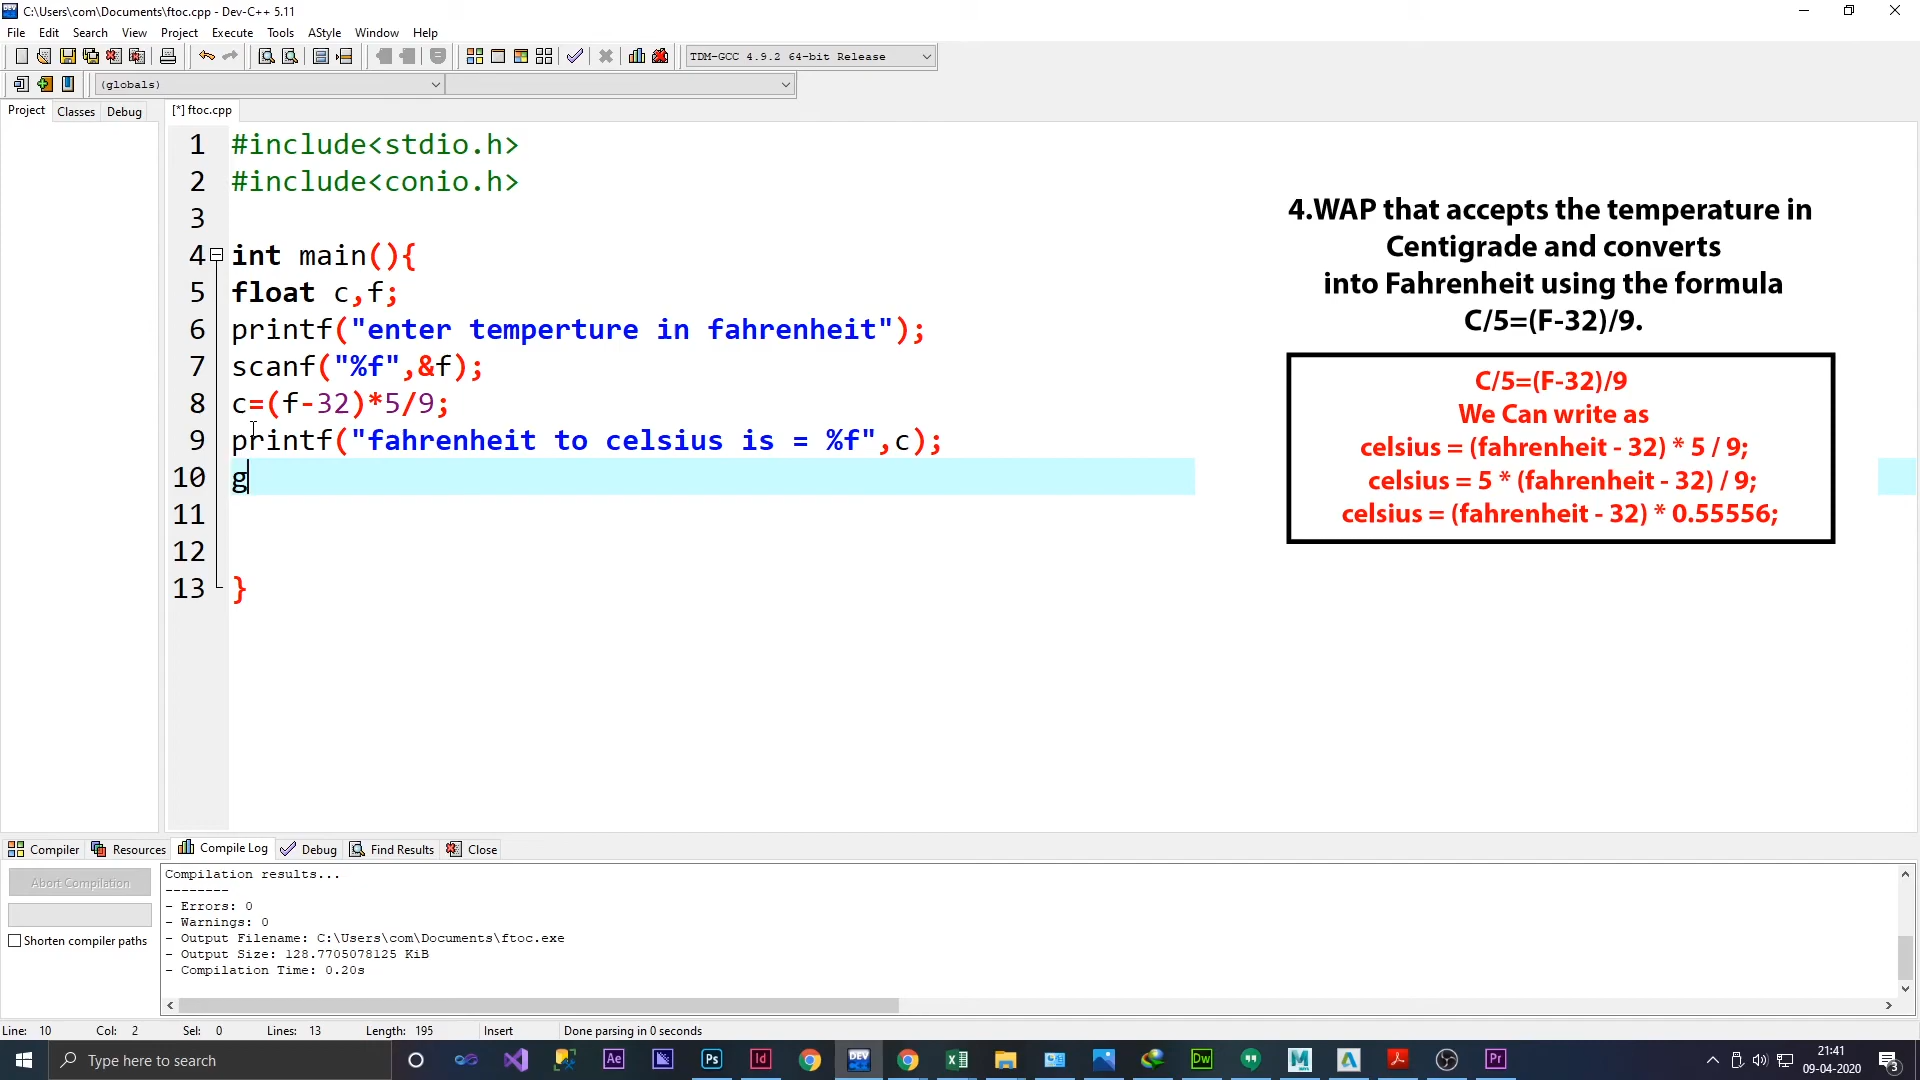 C:\Users\com\Documents\ftoc.cpp - Dev-C++ 5.11
File Edit Search View Project Execute Tools AStyle Window Help
TDM-GCC 4.9.2 64-bit Release
(globals)
Project Classes Debug
[*] ftoc.cpp
1 #include<stdio.h>
2 #include<conio.h>
3
4 int main(){
5 float c,f;
6 printf("enter temperture in fahrenheit");
7 scanf("%f",&f);
8 c=(f-32)*5/9;
9 printf("fahrenheit to celsius is = %f",c);
10 g
11
12
13 }
4.WAP that accepts the temperature in
Centigrade and converts
into Fahrenheit using the formula
C/5=(F-32)/9.
C/5=(F-32)/9
We Can write as
celsius = (fahrenheit - 32) * 5 / 9;
celsius = 5 * (fahrenheit - 32) / 9;
celsius = (fahrenheit - 32) * 0.55556;
Compiler Resources Compile Log Debug Find Results Close
Abort Compilation
Shorten compiler paths
Compilation results...
--------
- Errors: 0
- Warnings: 0
- Output Filename: C:\Users\com\Documents\ftoc.exe
- Output Size: 128.7705078125 KiB
- Compilation Time: 0.20s
Line: 10 Col: 2 Sel: 0 Lines: 13 Length: 195 Insert Done parsing in 0 seconds
Type here to search
Ae Ps Id DEV Dw Pr
21:41
09-04-2020
3